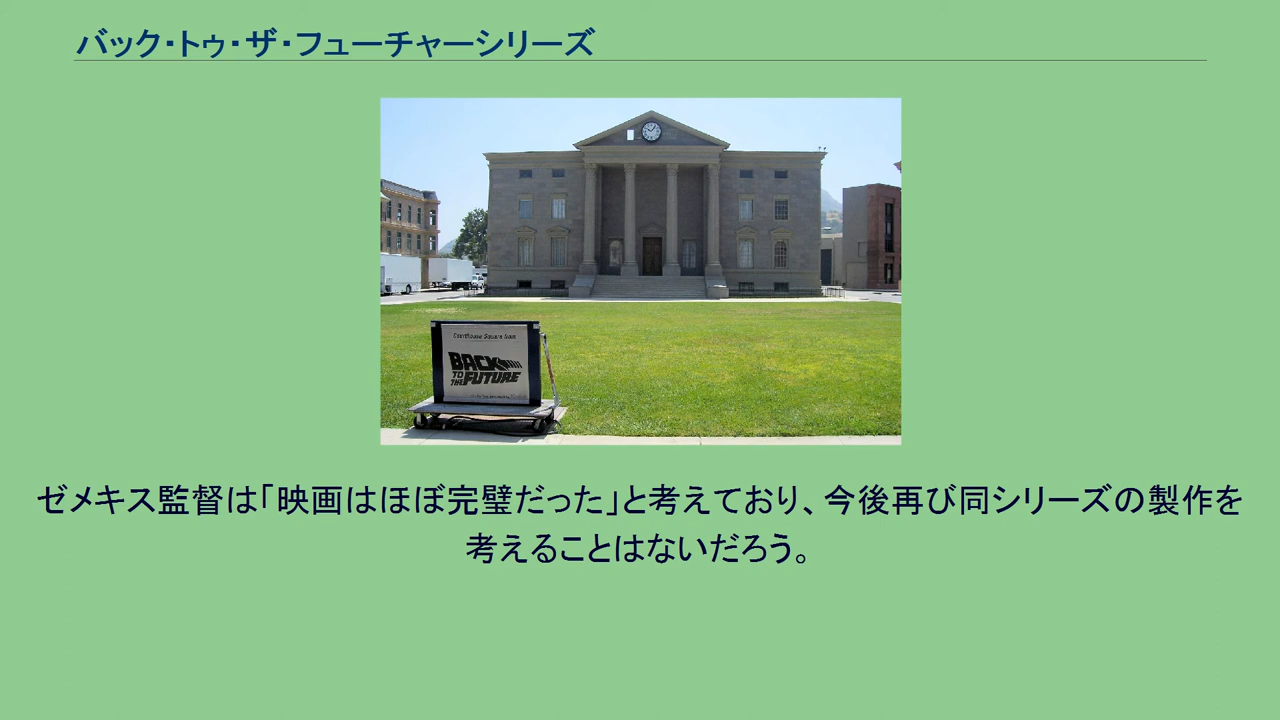 バック・トゥ・ザ・フューチャーシリーズ
Courthouse Square from
BACK
TO
THE FUTURE
ゼメキス監督は「映画はほぼ完璧だった」と考えており、今後再び同シリーズの製作を
考えることはないだろう。